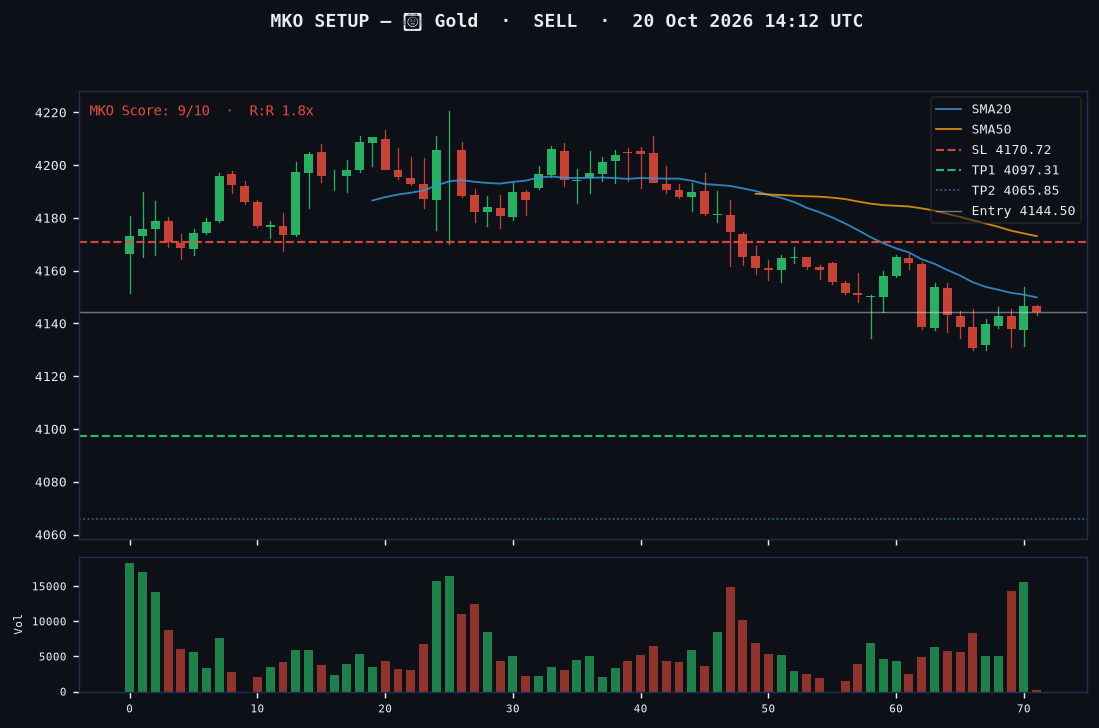 MKO SETUP — Gold · SELL · 20 Oct 2026 14:12 UTC
MKO Score: 9/10 · R:R 1.8x
SMA20
SMA50
SL 4170.72
TP1 4097.31
TP2 4065.85
Entry 4144.50
4220
4200
4180
4160
4140
4120
4100
4080
4060
Vol
15000
10000
5000
0
0 10 20 30 40 50 60 70